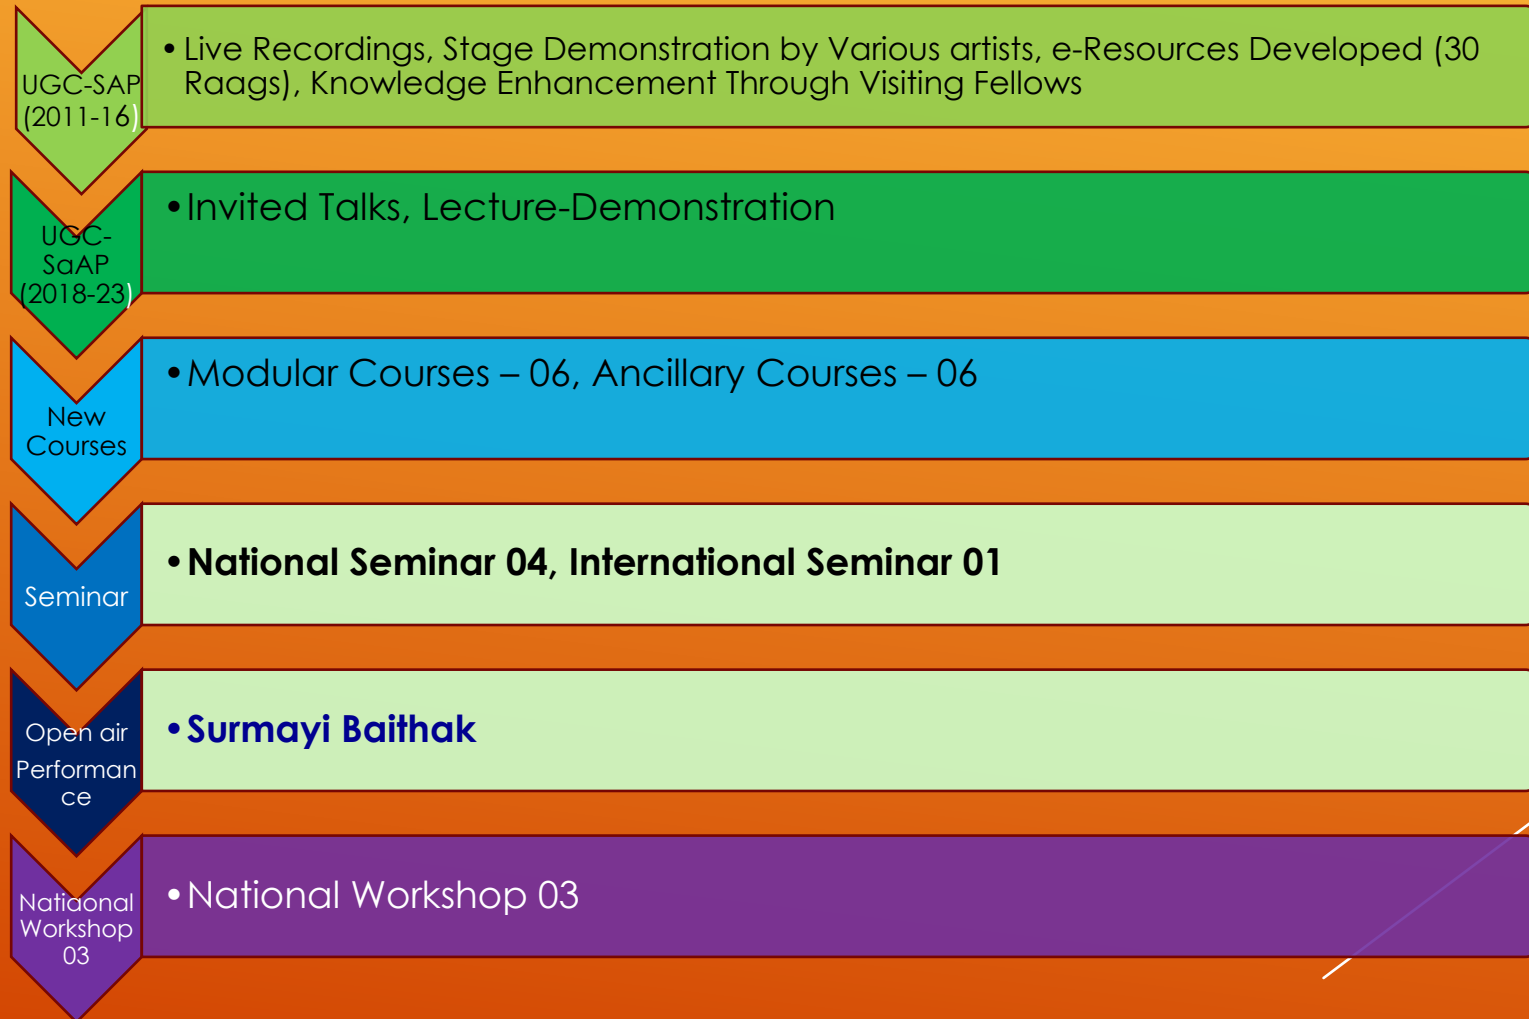 UGC-SAP
(2011-16)
• Live Recordings, Stage Demonstration by Various artists, e-Resources Developed (30
Raags), Knowledge Enhancement Through Visiting Fellows
UGC-
SaAP
(2018-23)
• Invited Talks, Lecture-Demonstration
New
Courses
• Modular Courses – 06, Ancillary Courses – 06
Seminar
• National Seminar 04, International Seminar 01
Open air
Performan
ce
• Surmayi Baithak
Natiaonal
Workshop
03
• National Workshop 03